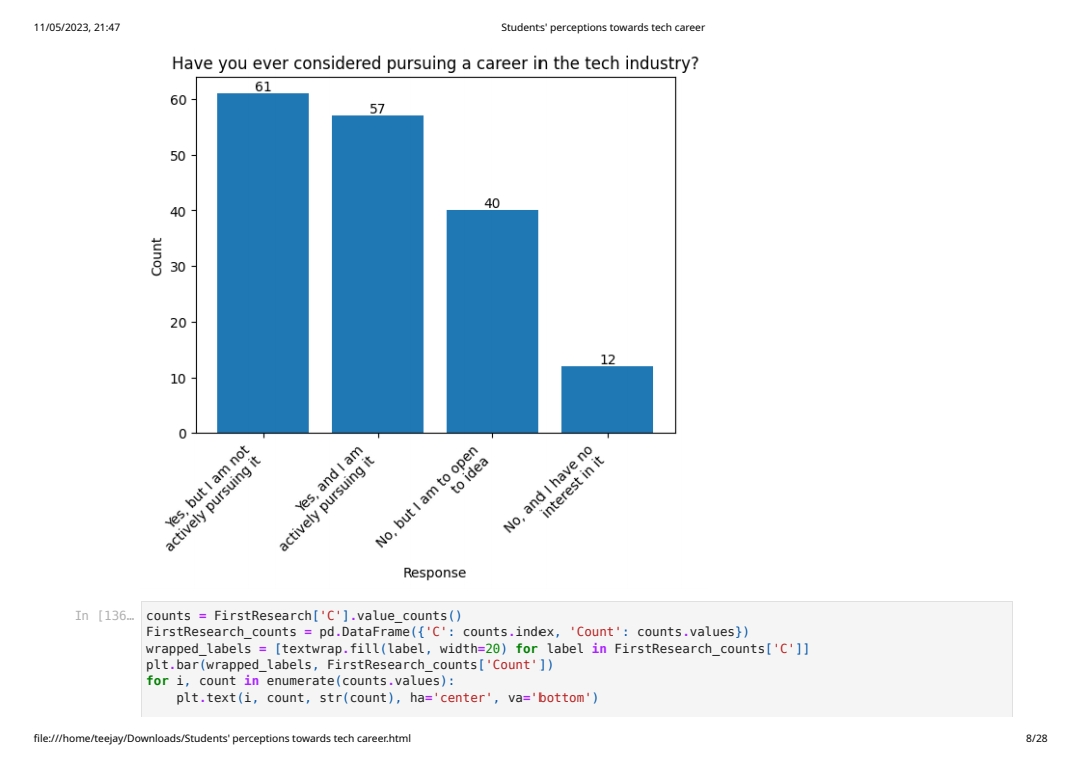 11/05/2023, 21:47
Students' perceptions towards tech career
Have you ever considered pursuing a career in the tech industry?
61
57
40
12
60
50
40
30
20
10
0
Count
Yes, but I am not
actively pursuing it
Yes, and I am
actively pursuing it
No, but I am to open
to idea
No, and I have no
interest in it
Response
In [136…
counts = FirstResearch['C'].value_counts()
FirstResearch_counts = pd.DataFrame({'C': counts.index, 'Count': counts.values})
wrapped_labels = [textwrap.fill(label, width=20) for label in FirstResearch_counts['C']]
plt.bar(wrapped_labels, FirstResearch_counts['Count'])
for i, count in enumerate(counts.values):
    plt.text(i, count, str(count), ha='center', va='bottom')
file:///home/teejay/Downloads/Students' perceptions towards tech career.html
8/28